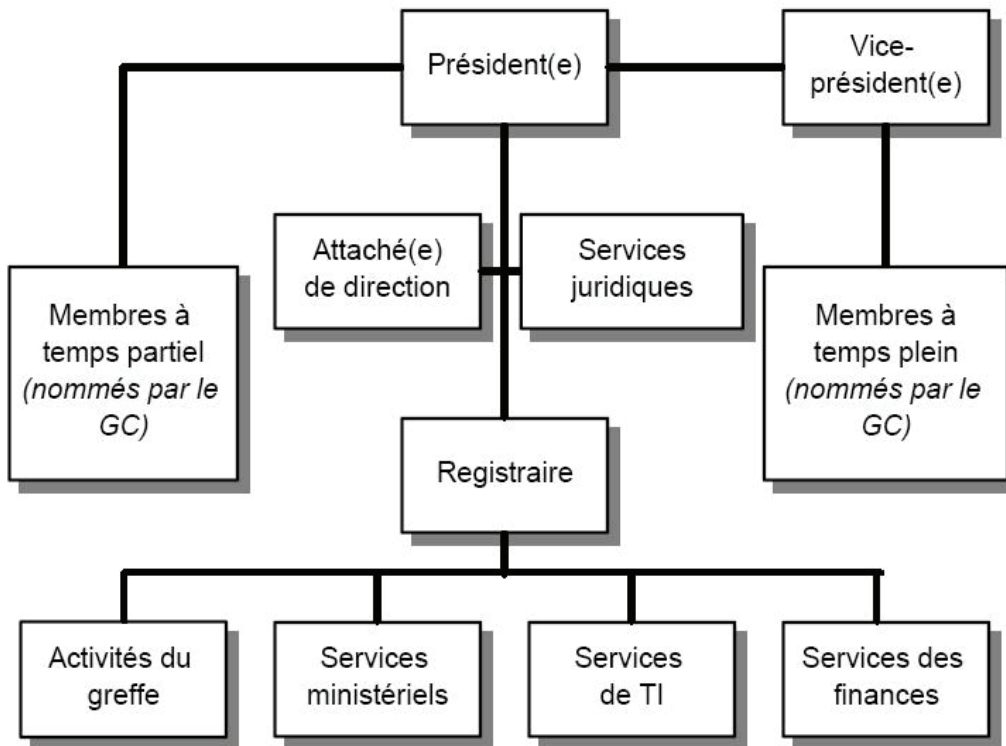 Président(e)
Vice-
président(e)
Attaché(e)
de direction
Services
juridiques
Membres à
temps partiel
(nommés par le
GC)
Membres à
temps plein
(nommés par le
GC)
Registraire
Activités du
greffe
Services
ministériels
Services
de TI
Services des
finances